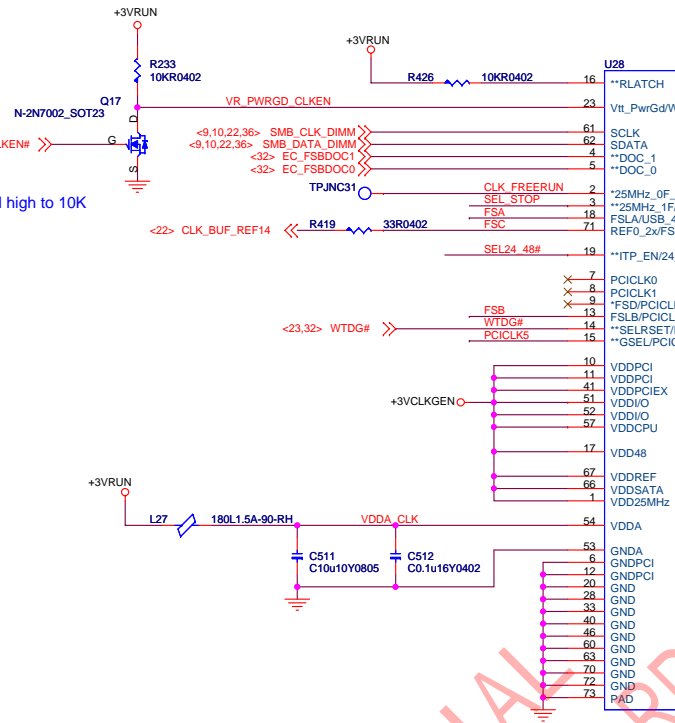 +3VRUN
R233
10KR0402
+3VRUN
R426 10KR0402
U28
16 **RLATCH
Q17
N-2N7002_SOT23
VR_PWRGD_CLKEN
23 Vtt_PwrGd/W
D
G
S
LKEN#
<9,10,22,36> SMB_CLK_DIMM 61 SCLK
<9,10,22,36> SMB_DATA_DIMM 62 SDATA
<32> EC_FSBDOC1 4 **DOC_1
<32> EC_FSBDOC0 5 **DOC_0
TPJNC31 CLK_FREERUN 2 *25MHz_0F_
SEL_STOP 3 **25MHz_1F/
FSA 18 FSLA/USB_4
high to 10K
<22> CLK_BUF_REF14 R419 33R0402 FSC 71 REF0_2x/FS
SEL24_48# 19 **ITP_EN/24_
7 PCICLK0
8 PCICLK1
9 *FSD/PCICL
FSB 13 FSLB/PCICL
<23,32> WTDG# WTDG# 14 **SELRSET/
PCICLK5 15 **GSEL/PCIC
10 VDDPCI
11 VDDPCI
41 VDDPCIEX
+3VCLKGEN 51 VDDI/O
52 VDDI/O
57 VDDCPU
17 VDD48
67 VDDREF
66 VDDSATA
1 VDD25MHz
+3VRUN
L27 180L1.5A-90-RH VDDA_CLK 54 VDDA
C511
C10u10Y0805
C512
C0.1u16Y0402
53 GNDA
6 GNDPCI
12 GNDPCI
20 GND
28 GND
33 GND
40 GND
46 GND
60 GND
63 GND
70 GND
72 GND
73 PAD